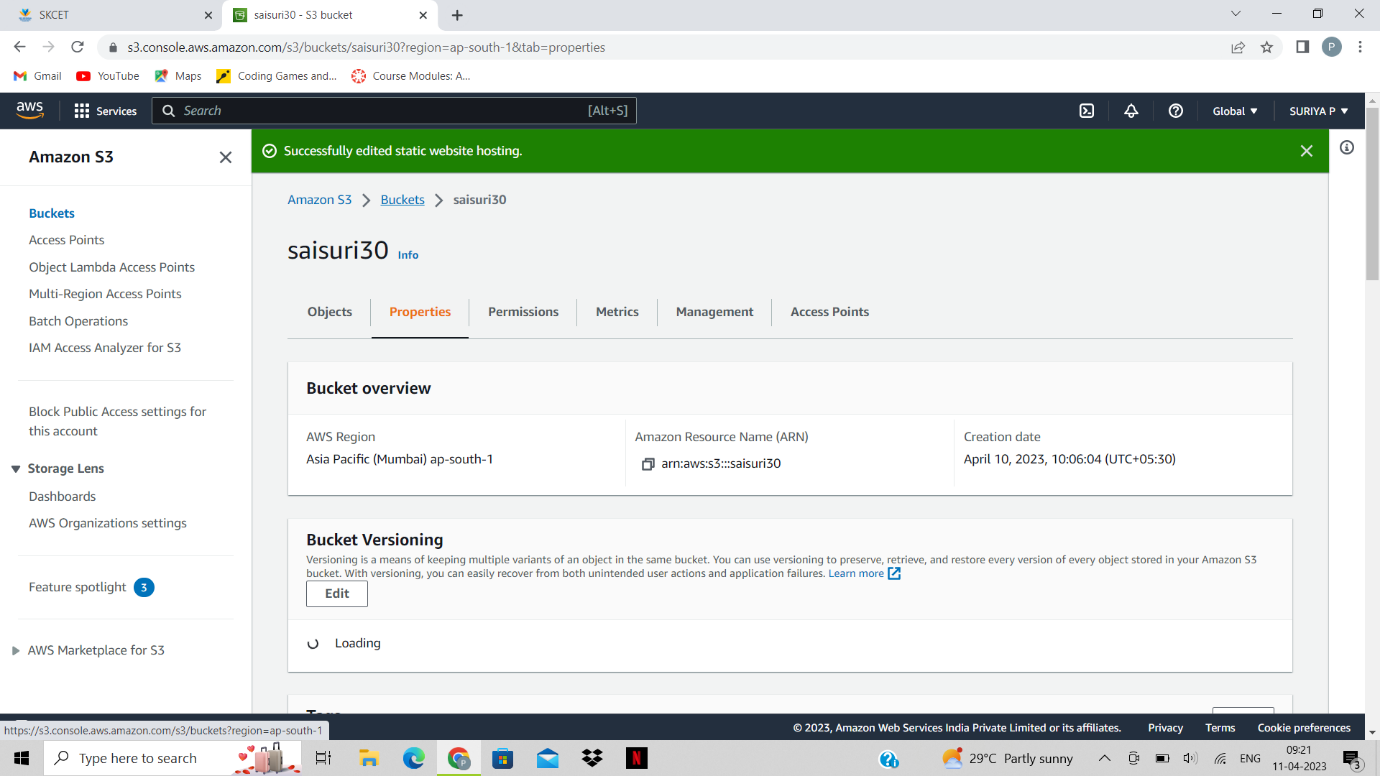 SKCET
saisuri30 - S3 bucket
s3.console.aws.amazon.com/s3/buckets/saisuri30?region=ap-south-1&tab=properties
P
Gmail
YouTube
Maps
Coding Games and...
Course Modules: A...
aws
Services
Search
[Alt+S]
Global
SURIYA P
Amazon S3
Successfully edited static website hosting.
Buckets
Access Points
Object Lambda Access Points
Multi-Region Access Points
Batch Operations
IAM Access Analyzer for S3
Block Public Access settings for
this account
Storage Lens
Dashboards
AWS Organizations settings
Feature spotlight 3
AWS Marketplace for S3
Amazon S3 > Buckets > saisuri30
saisuri30 Info
Objects
Properties
Permissions
Metrics
Management
Access Points
Bucket overview
AWS Region
Asia Pacific (Mumbai) ap-south-1
Amazon Resource Name (ARN)
arn:aws:s3:::saisuri30
Creation date
April 10, 2023, 10:06:04 (UTC+05:30)
Bucket Versioning
Versioning is a means of keeping multiple variants of an object in the same bucket. You can use versioning to preserve, retrieve, and restore every version of every object stored in your Amazon S3
bucket. With versioning, you can easily recover from both unintended user actions and application failures. Learn more
Edit
Loading
Tags
https://s3.console.aws.amazon.com/s3/buckets?region=ap-south-1
© 2023, Amazon Web Services India Private Limited or its affiliates.
Privacy
Terms
Cookie preferences
Type here to search
P
N
29°C Partly sunny
ENG
09:21
11-04-2023
3